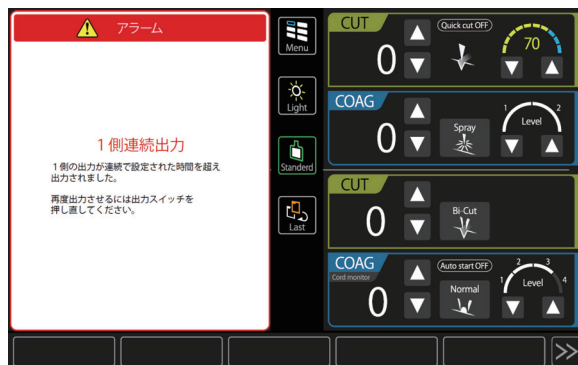 アラーム
1側連続出力
1側の出力が連続で設定された時間を超え
出力されました。
再度出力させるには出力スイッチを
押し直してください。
Menu
Light
Standerd
Last
CUT
0
Quick cut OFF
70
COAG
0
Spray
1 2
Level
CUT
0
Bi-Cut
COAG
Cord monitor
0
Auto start OFF
Normal
1 2 3 4
Level
>>